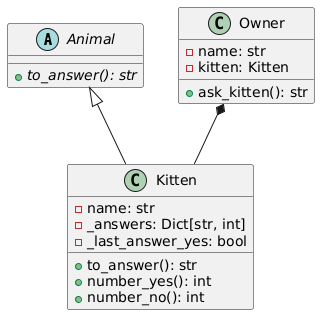 A Animal
to_answer(): str
C Owner
name: str
kitten: Kitten
ask_kitten(): str
C Kitten
name: str
_answers: Dict[str, int]
_last_answer_yes: bool
to_answer(): str
number_yes(): int
number_no(): int